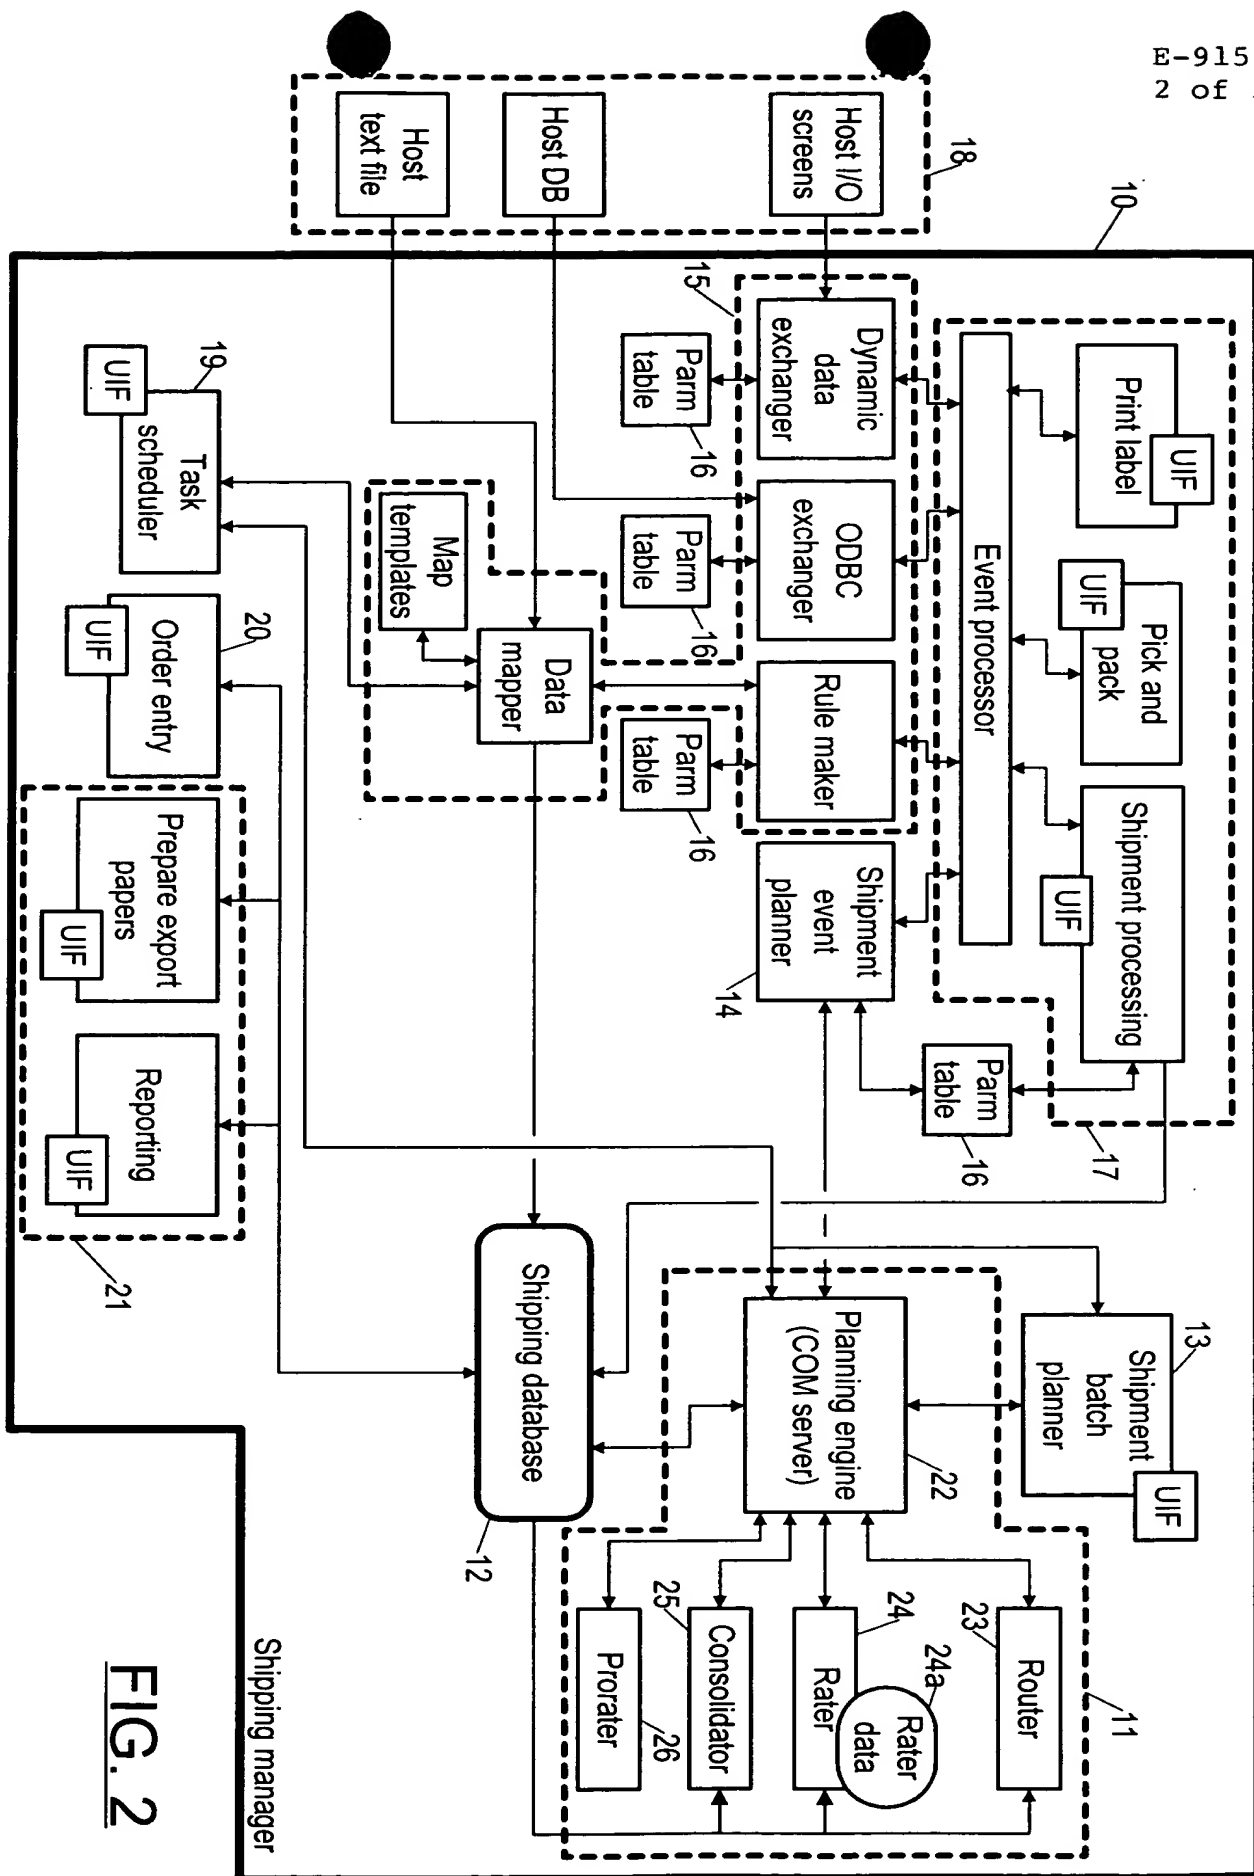 E-915
2 of
18
Host I/O
screens
Host DB
Host
text file
10
17
Print label
UIF
Pick and
pack
UIF
Shipment processing
UIF
Event processor
15
Dynamic
data
exchanger
ODBC
exchanger
Rule maker
Shipment
event
planner
14
Parm
table
16
Parm
table
16
Parm
table
16
Parm
table
16
Map
templates
Data
mapper
19
Task
scheduler
UIF
20
Order entry
UIF
Prepare export
papers
UIF
Reporting
UIF
21
13
Shipment
batch
planner
UIF
Planning engine
(COM server)
22
Shipping database
12
11
23
Router
24
Rater
24a
Rater
data
25
Consolidator
Prorater
26
Shipping manager
FIG. 2